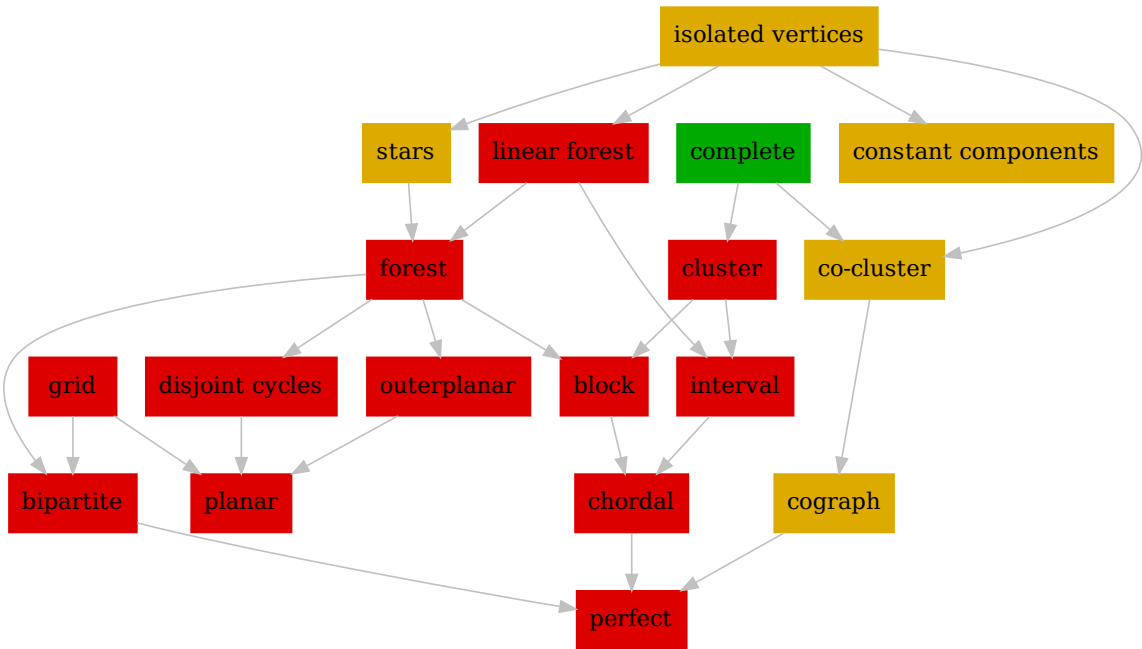 isolated vertices
stars
linear forest
complete
constant components
forest
cluster
co-cluster
grid
disjoint cycles
outerplanar
block
interval
bipartite
planar
chordal
cograph
perfect